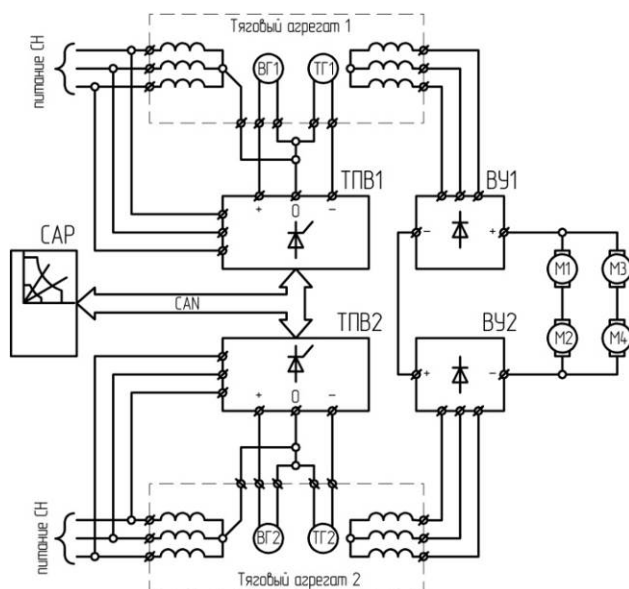 Тяговый агрегат 1
питание СН
ВГ1
ТГ1
ТПВ1
ВУ1
+ 0 −
− +
САР
CAN
М1
М3
М2
М4
ТПВ2
ВУ2
+ 0 −
+ −
питание СН
ВГ2
ТГ2
Тяговый агрегат 2